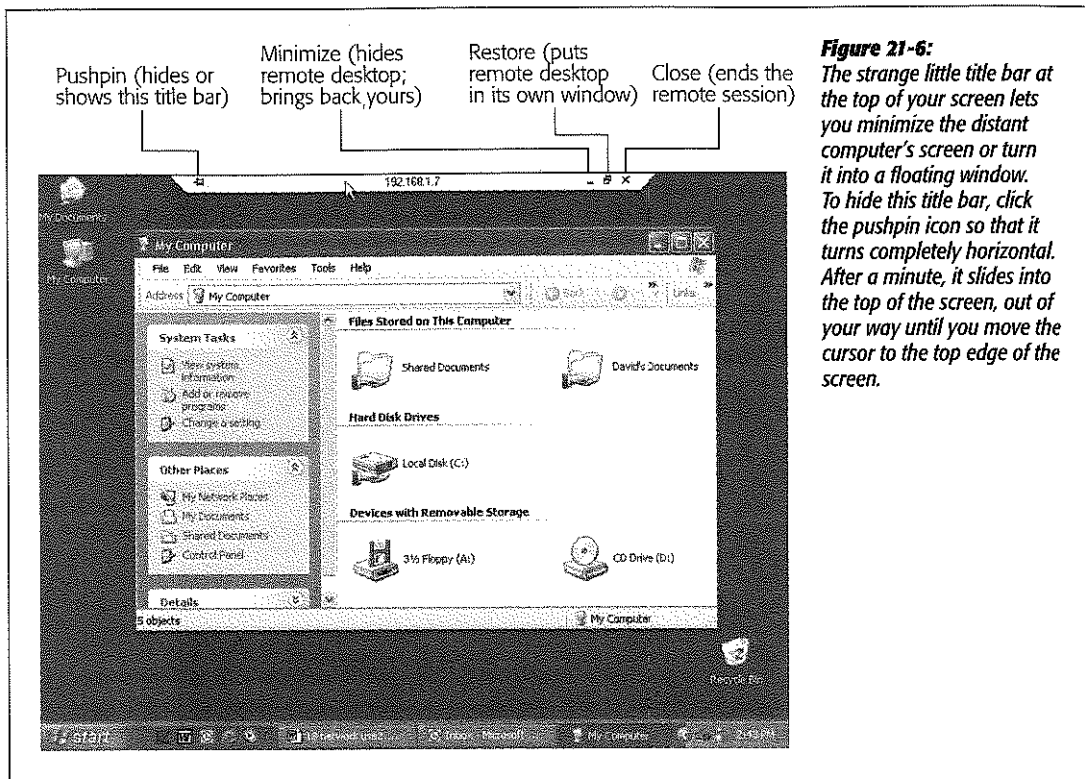 Pushpin (hides or
shows this title bar)
Minimize (hides
remote desktop;
brings back yours)
Restore (puts
remote desktop
in its own window)
Close (ends the
remote session)
Figure 21-6:
The strange little title bar at
the top of your screen lets
you minimize the distant
computer's screen or turn
it into a floating window.
To hide this title bar, click
the pushpin icon so that it
turns completely horizontal.
After a minute, it slides into
the top of the screen, out of
your way until you move the
cursor to the top edge of the
screen.
192.168.1.7
My Documents
My Computer
My Computer
File Edit View Favorites Tools Help
Address My Computer
Back
Links
System Tasks
View system
information
Add or remove
programs
Change a setting
Other Places
My Network Places
My Documents
Shared Documents
Control Panel
Details
Files Stored on This Computer
Shared Documents
David's Documents
Hard Disk Drives
Local Disk (C:)
Devices with Removable Storage
3½ Floppy (A:)
CD Drive (D:)
5 objects
My Computer
Recycle Bin
start
Inbox - Microsoft
My Computer